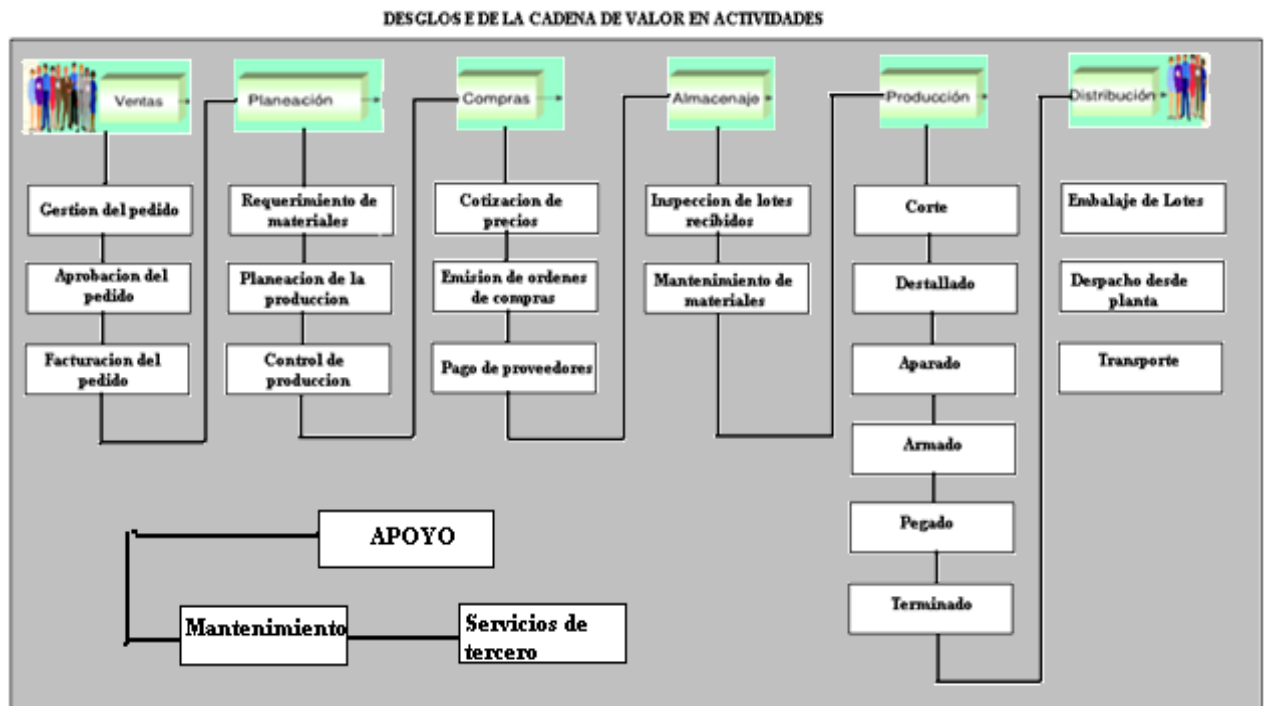 DESGLOSE DE LA CADENA DE VALOR EN ACTIVIDADES
Ventas
Planeación
Compras
Almacenaje
Producción
Distribución
Gestion del pedido
Aprobacion del
pedido
Facturacion del
pedido
Requerimiento de
materiales
Planeacion de la
produccion
Control de
produccion
Cotizacion de
precios
Emision de ordenes
de compras
Pago de proveedores
Inspeccion de lotes
recibidos
Mantenimiento de
materiales
Corte
Destallado
Aparado
Armado
Pegado
Terminado
Embalaje de Lotes
Despacho desde
planta
Transporte
APOYO
Mantenimiento
Servicios de
tercero